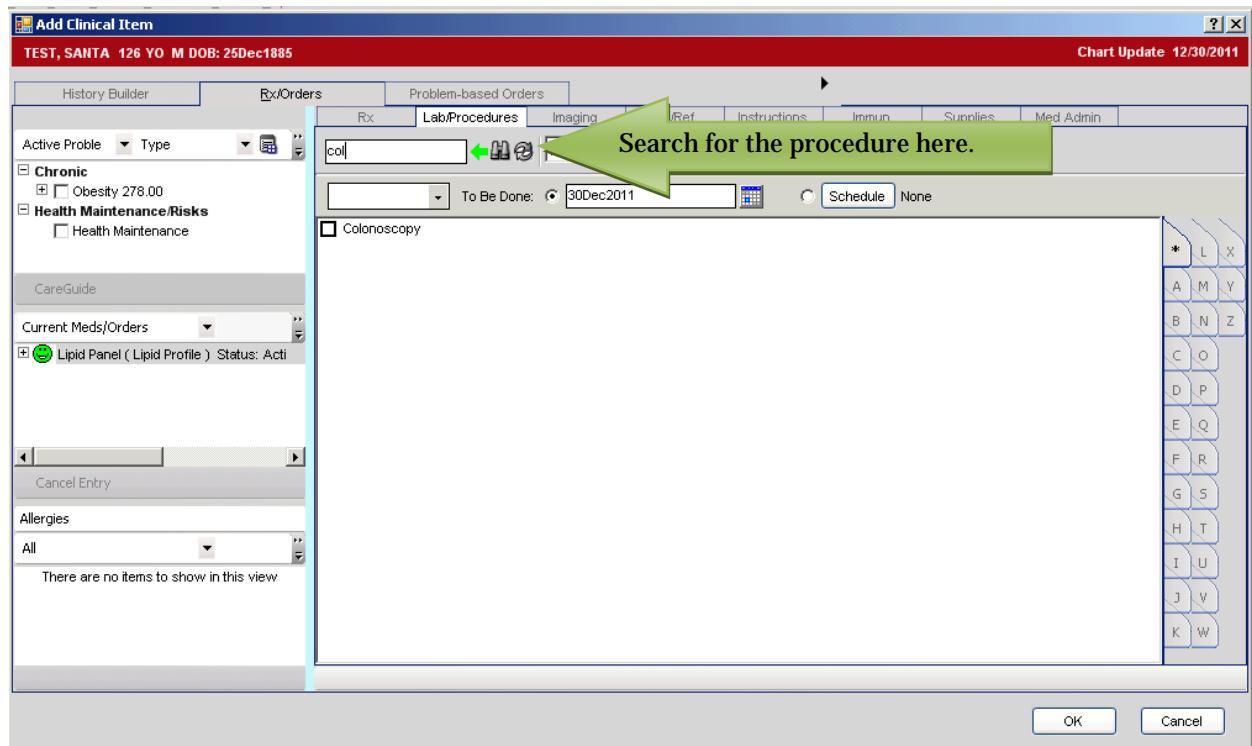 Add Clinical Item
TEST, SANTA 126 YO M DOB: 25Dec1885 Chart Update 12/30/2011
History Builder Rx/Orders Problem-based Orders
Rx Lab/Procedures Imaging /Ref Instructions Immun Supplies Med Admin
Active Proble Type
col
Search for the procedure here.
Chronic
Obesity 278.00
Health Maintenance/Risks
Health Maintenance
To Be Done: 30Dec2011 Schedule None
Colonoscopy
CareGuide
Current Meds/Orders
Lipid Panel ( Lipid Profile ) Status: Acti
Cancel Entry
Allergies
All
There are no items to show in this view
* L X
A M Y
B N Z
C O
D P
E Q
F R
G S
H T
I U
J V
K W
OK Cancel